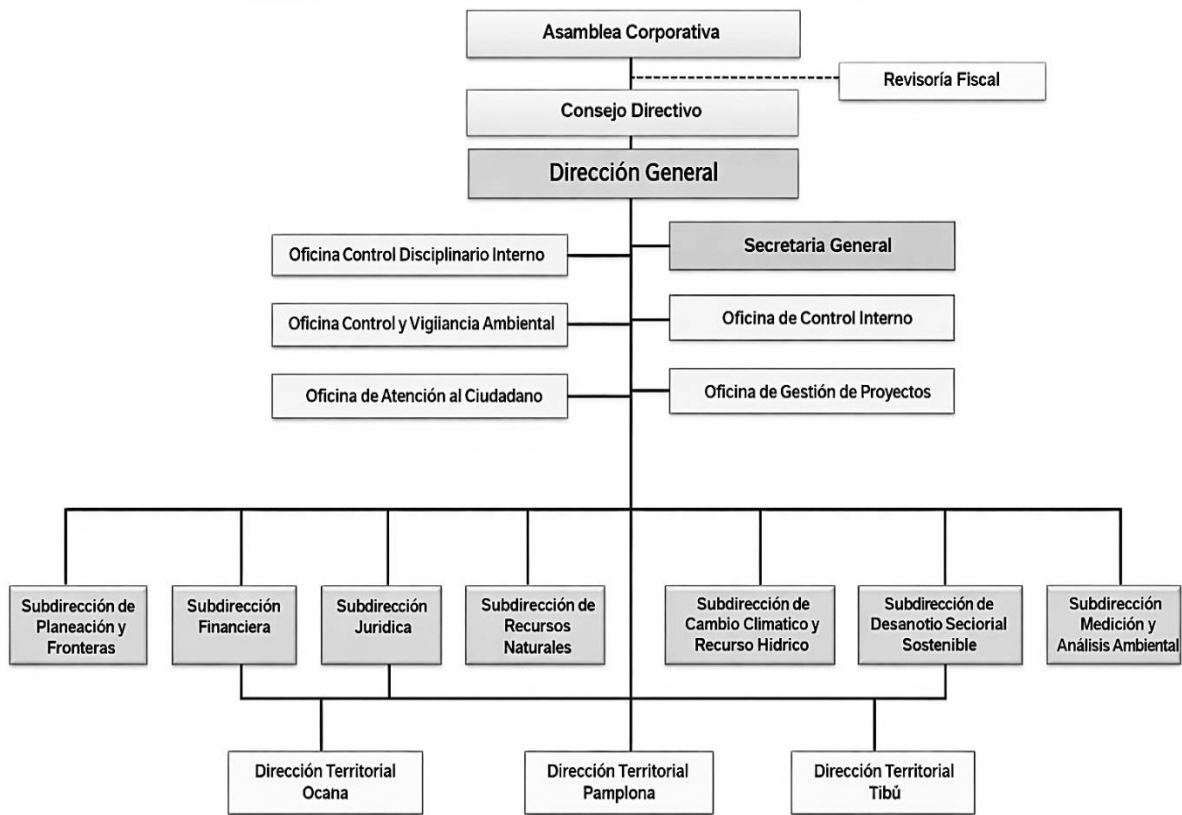 Asamblea Corporativa
Revisoría Fiscal
Consejo Directivo
Dirección General
Oficina Control Disciplinario Interno
Secretaria General
Oficina Control y Vigiiancia Ambiental
Oficina de Control Interno
Oficina de Atención al Ciudadano
Oficina de Gestión de Proyectos
Subdirección de
Planeación y
Fronteras
Subdirección
Financiera
Subdirección
Juridica
Subdirección de
Recursos
Naturales
Subdirección de
Cambio Climatico y
Recurso Hidrico
Subdirección de
Desanotio Seciorial
Sostenible
Subdirección
Medición y
Análisis Ambiental
Dirección Territorial
Ocana
Dirección Territorial
Pamplona
Dirección Territorial
Tibú